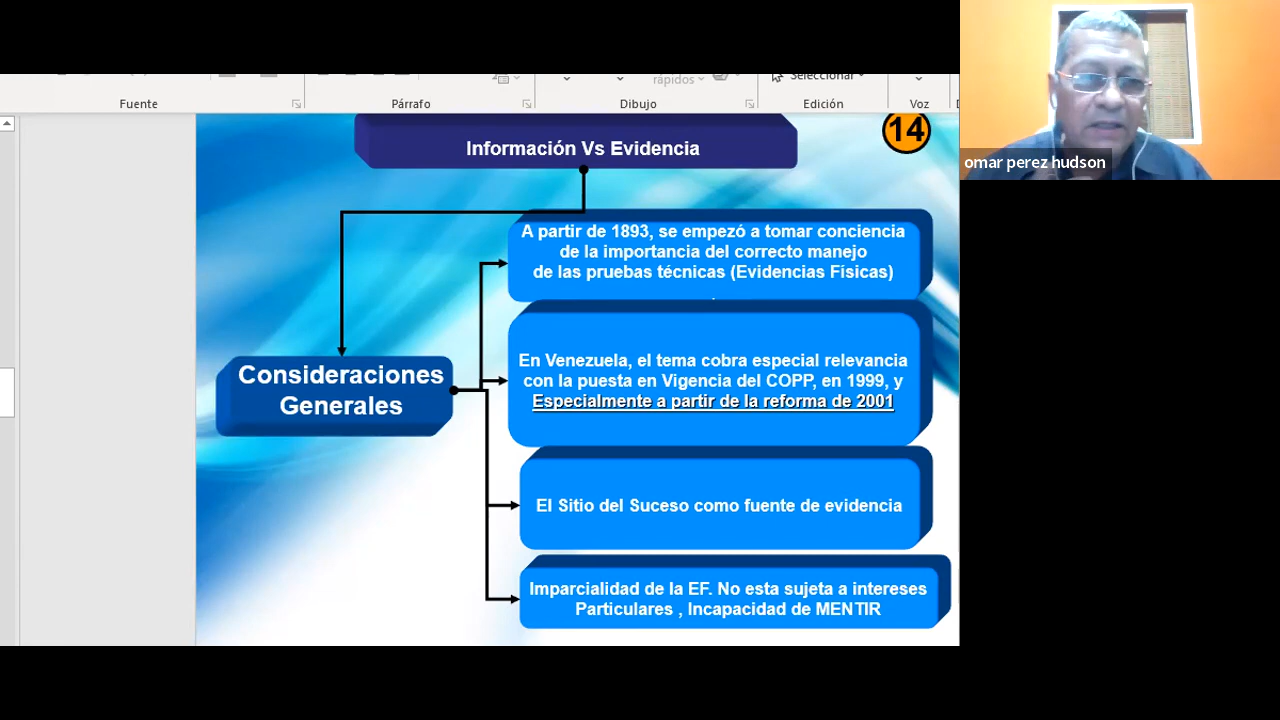 rápidos
Seleccionar
Fuente
Párrafo
Dibujo
Edición
Voz
Información Vs Evidencia
14
A partir de 1893, se empezó a tomar conciencia
de la importancia del correcto manejo
de las pruebas técnicas (Evidencias Físicas)
En Venezuela, el tema cobra especial relevancia
con la puesta en Vigencia del COPP, en 1999, y
Especialmente a partir de la reforma de 2001
Consideraciones
Generales
El Sitio del Suceso como fuente de evidencia
Imparcialidad de la EF. No esta sujeta a intereses
Particulares , Incapacidad de MENTIR
omar perez hudson